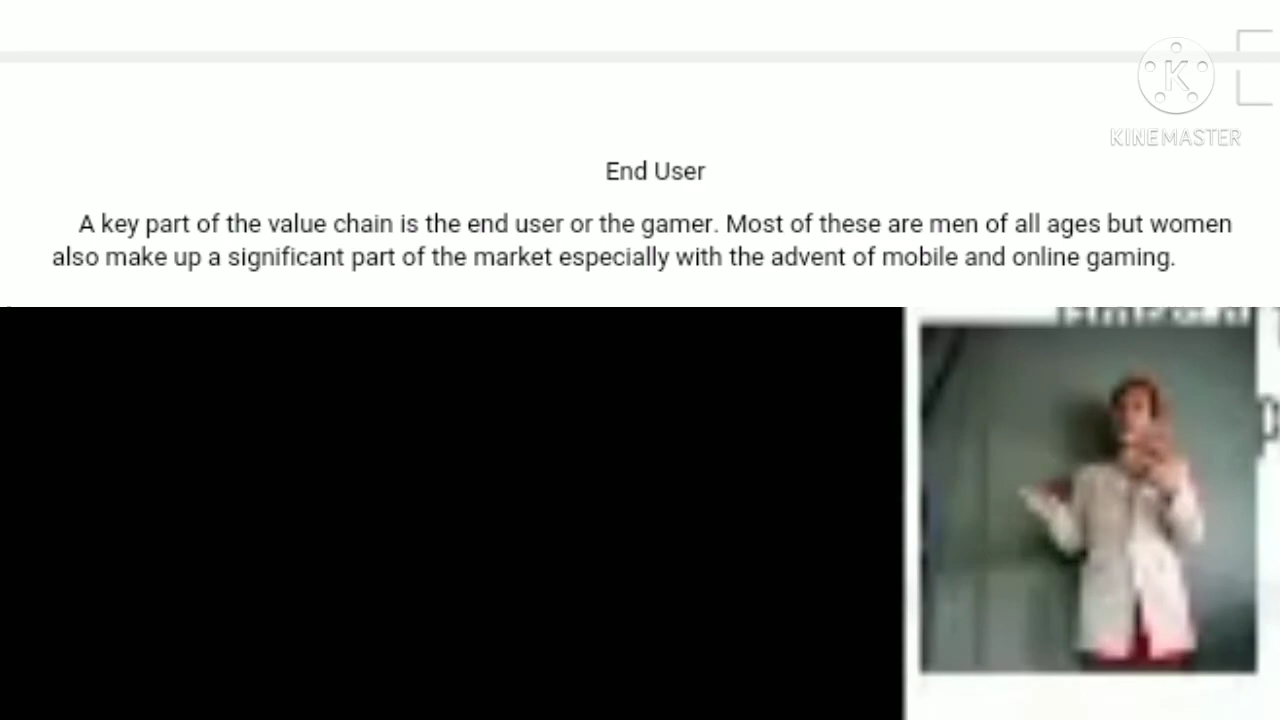 KINEMASTER
End User
A key part of the value chain is the end user or the gamer. Most of these are men of all ages but women
also make up a significant part of the market especially with the advent of mobile and online gaming.